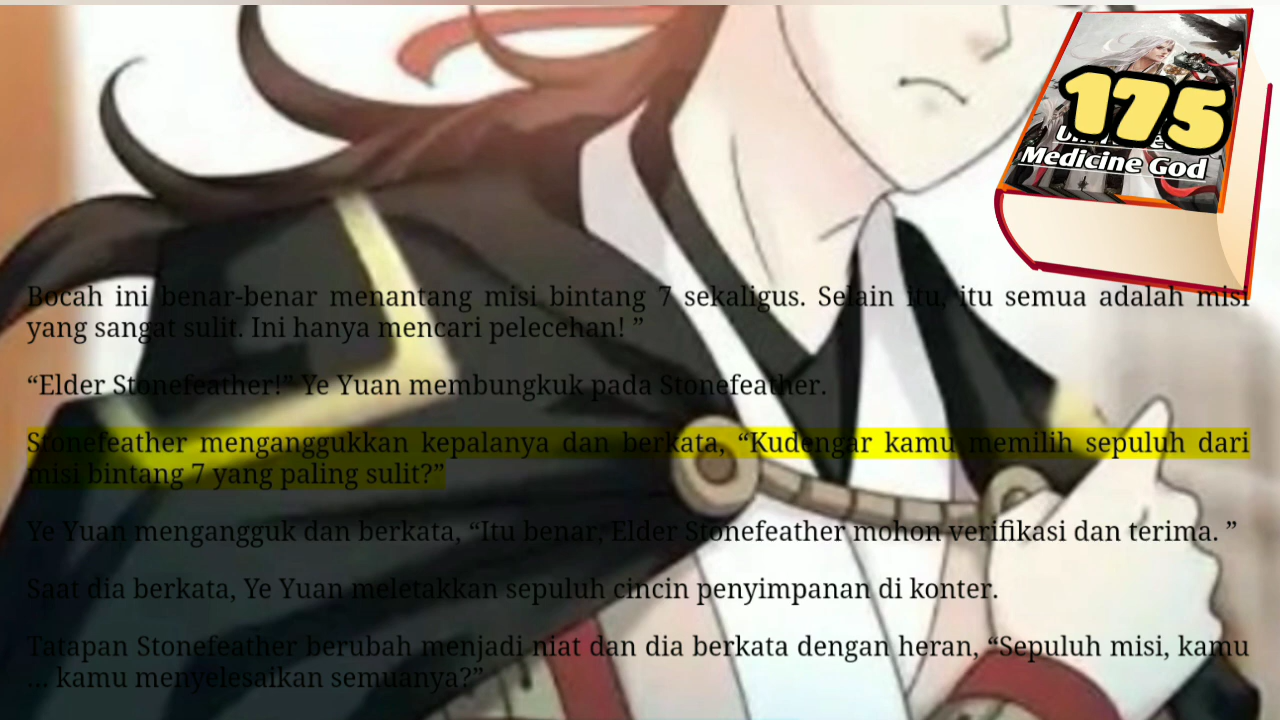 175
Medicine God
Bocah ini benar-benar menantang misi bintang 7 sekaligus. Selain itu, itu semua adalah misi
yang sangat sulit. Ini hanya mencari pelecehan! ”
“Elder Stonefeather!” Ye Yuan membungkuk pada Stonefeather.
Stonefeather menganggukkan kepalanya dan berkata, “Kudengar kamu memilih sepuluh dari
misi bintang 7 yang paling sulit?”
Ye Yuan mengangguk dan berkata, “Itu benar, Elder Stonefeather mohon verifikasi dan terima. ”
Saat dia berkata, Ye Yuan meletakkan sepuluh cincin penyimpanan di konter.
Tatapan Stonefeather berubah menjadi niat dan dia berkata dengan heran, “Sepuluh misi, kamu
... kamu menyelesaikan semuanya?”